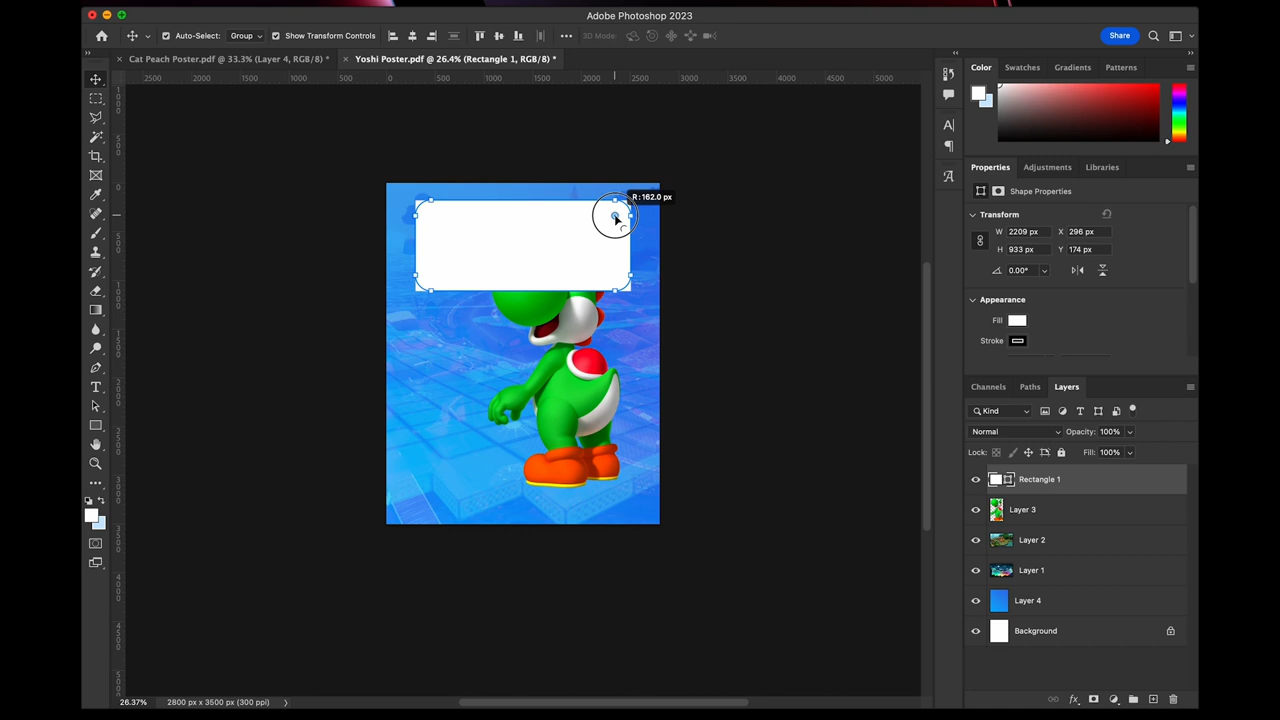 Adobe Photoshop 2023
Auto-Select: Group Show Transform Controls 3D Mode: Share
Cat Peach Poster.pdf @ 33.3% (Layer 4, RGB/8) * Yoshi Poster.pdf @ 26.4% (Rectangle 1, RGB/8) *
2500 2000 1500 1000 500 0 500 1000 1500 2000 2500 3000 3500 4000 4500 5000
Color Swatches Gradients Patterns
R: 162.0 px
Properties Adjustments Libraries
Shape Properties
Transform
W 2209 px X 296 px
H 933 px Y 174 px
0.00°
Appearance
Fill
Stroke
Channels Paths Layers
Kind
Normal Opacity: 100%
Lock: Fill: 100%
Rectangle 1
Layer 3
Layer 2
Layer 1
Layer 4
Background
26.37% 2800 px x 3500 px (300 ppi)